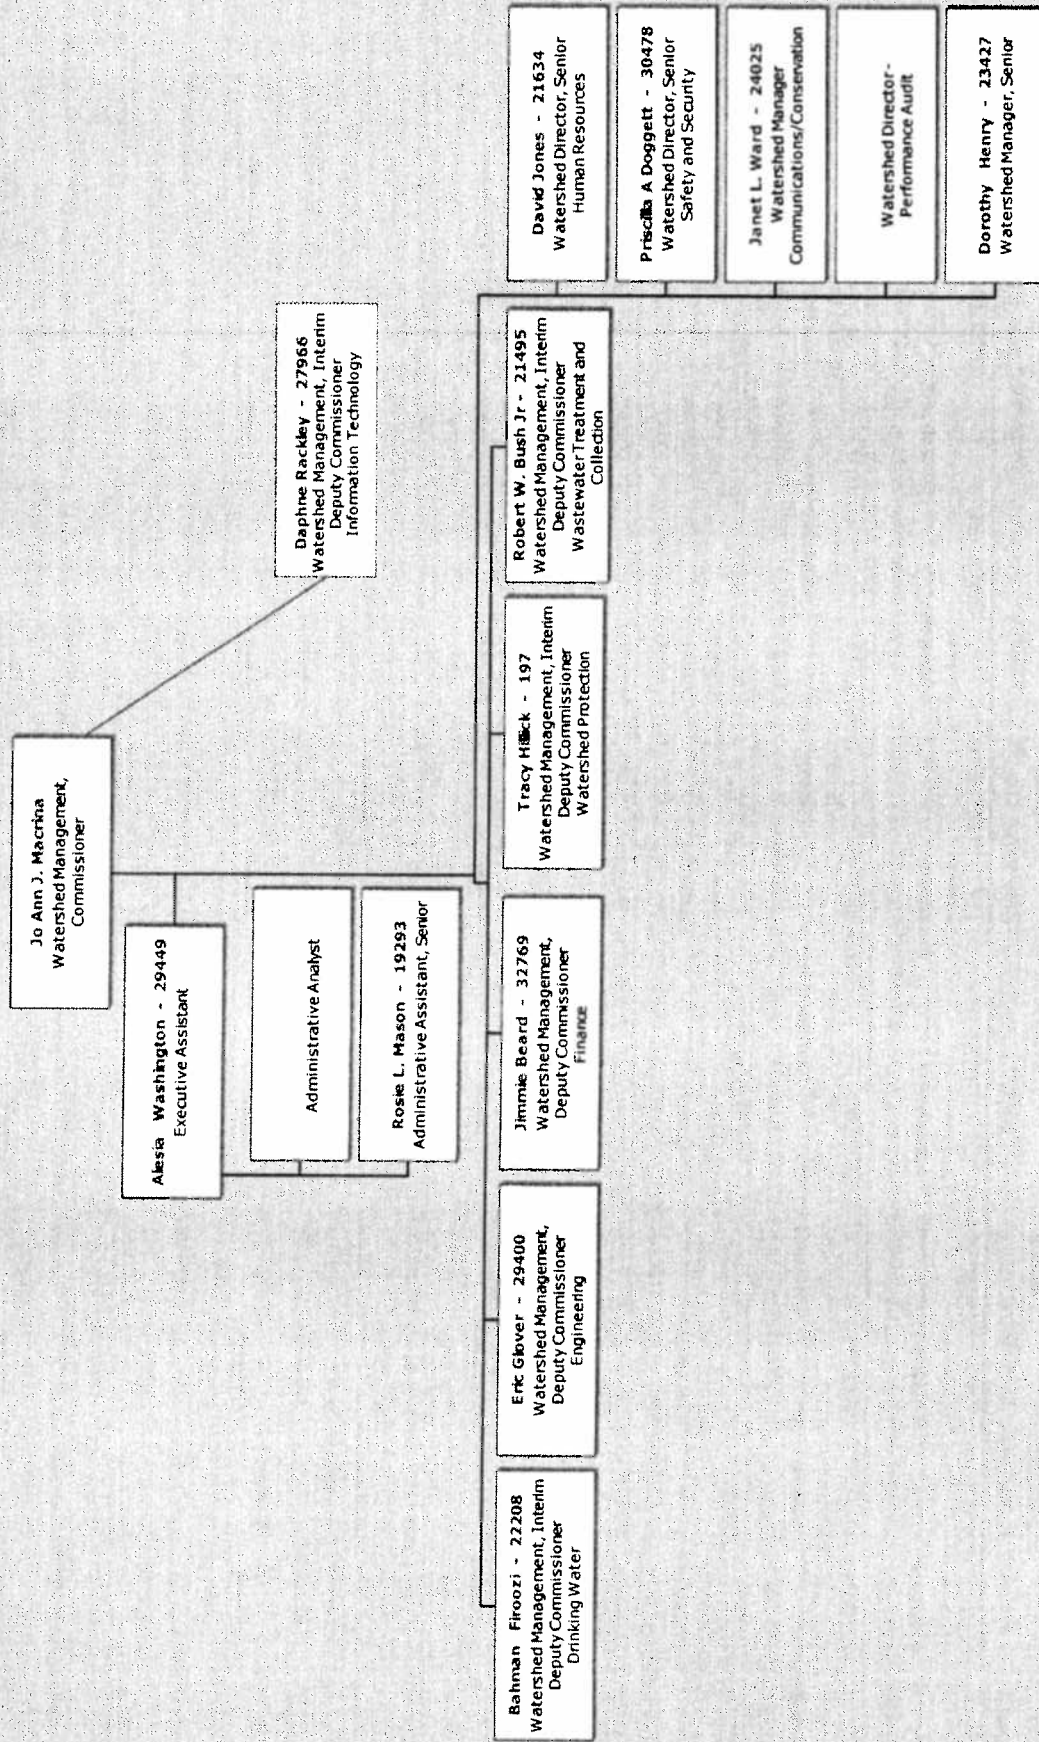 Jo Ann J. Macrina
Watershed Management,
Commissioner
Daphne Rackley - 27966
Watershed Management, Interim
Deputy Commissioner
Information Technology
Alesia Washington - 29449
Executive Assistant
Administrative Analyst
Rosie L. Mason - 19293
Administrative Assistant, Senior
Bahman Firoozi - 22208
Watershed Management, Interim
Deputy Commissioner
Drinking Water
Eric Glover - 29400
Watershed Management,
Deputy Commissioner
Engineering
Jimmie Beard - 32769
Watershed Management,
Deputy Commissioner
Finance
Tracy Hillick - 197
Watershed Management, Interim
Deputy Commissioner
Watershed Protection
Robert W. Bush Jr - 21495
Watershed Management, Interim
Deputy Commissioner
Wastewater Treatment and
Collection
David Jones - 21634
Watershed Director, Senior
Human Resources
Priscilla A Doggett - 30478
Watershed Director, Senior
Safety and Security
Janet L. Ward - 24025
Watershed Manager
Communications/Conservation
Watershed Director-
Performance Audit
Dorothy Henry - 23427
Watershed Manager, Senior